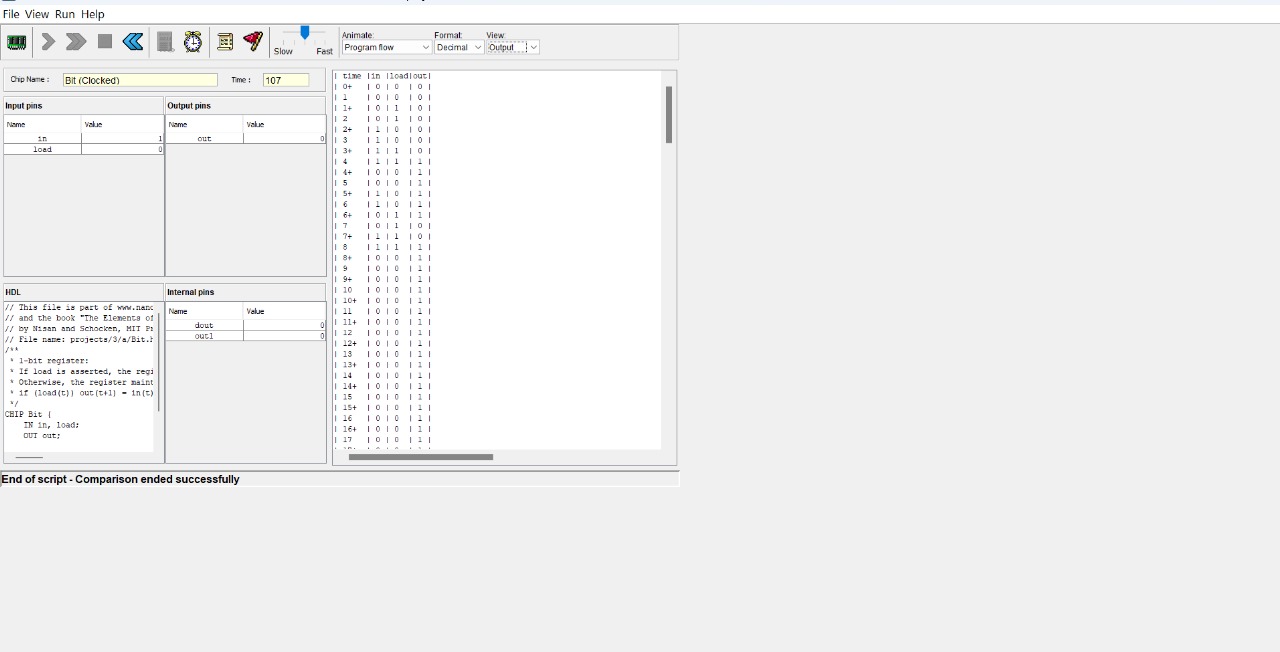 File View Run Help
Slow Fast
Animate:
Program flow
Format:
Decimal
View:
Output
Chip Name :
Bit (Clocked)
Time :
107
Input pins
Name Value
in 1
load 0
Output pins
Name Value
out 0
HDL
// This file is part of www.nand
// and the book "The Elements of
// by Nisan and Schocken, MIT Pr
// File name: projects/3/a/Bit.h
/**
* 1-bit register:
* If load is asserted, the regi
* Otherwise, the register maint
* if (load(t)) out(t+1) = in(t)
*/
CHIP Bit {
IN in, load;
OUT out;
Internal pins
Name Value
dout 0
out1 0
| time |in |load|out|
| 0+ | 0 | 0 | 0 |
| 1 | 0 | 0 | 0 |
| 1+ | 0 | 1 | 0 |
| 2 | 0 | 1 | 0 |
| 2+ | 1 | 0 | 0 |
| 3 | 1 | 0 | 0 |
| 3+ | 1 | 1 | 0 |
| 4 | 1 | 1 | 1 |
| 4+ | 0 | 0 | 1 |
| 5 | 0 | 0 | 1 |
| 5+ | 1 | 0 | 1 |
| 6 | 1 | 0 | 1 |
| 6+ | 0 | 1 | 1 |
| 7 | 0 | 1 | 0 |
| 7+ | 1 | 1 | 0 |
| 8 | 1 | 1 | 1 |
| 8+ | 0 | 0 | 1 |
| 9 | 0 | 0 | 1 |
| 9+ | 0 | 0 | 1 |
| 10 | 0 | 0 | 1 |
| 10+ | 0 | 0 | 1 |
| 11 | 0 | 0 | 1 |
| 11+ | 0 | 0 | 1 |
| 12 | 0 | 0 | 1 |
| 12+ | 0 | 0 | 1 |
| 13 | 0 | 0 | 1 |
| 13+ | 0 | 0 | 1 |
| 14 | 0 | 0 | 1 |
| 14+ | 0 | 0 | 1 |
| 15 | 0 | 0 | 1 |
| 15+ | 0 | 0 | 1 |
| 16 | 0 | 0 | 1 |
| 16+ | 0 | 0 | 1 |
| 17 | 0 | 0 | 1 |
End of script - Comparison ended successfully